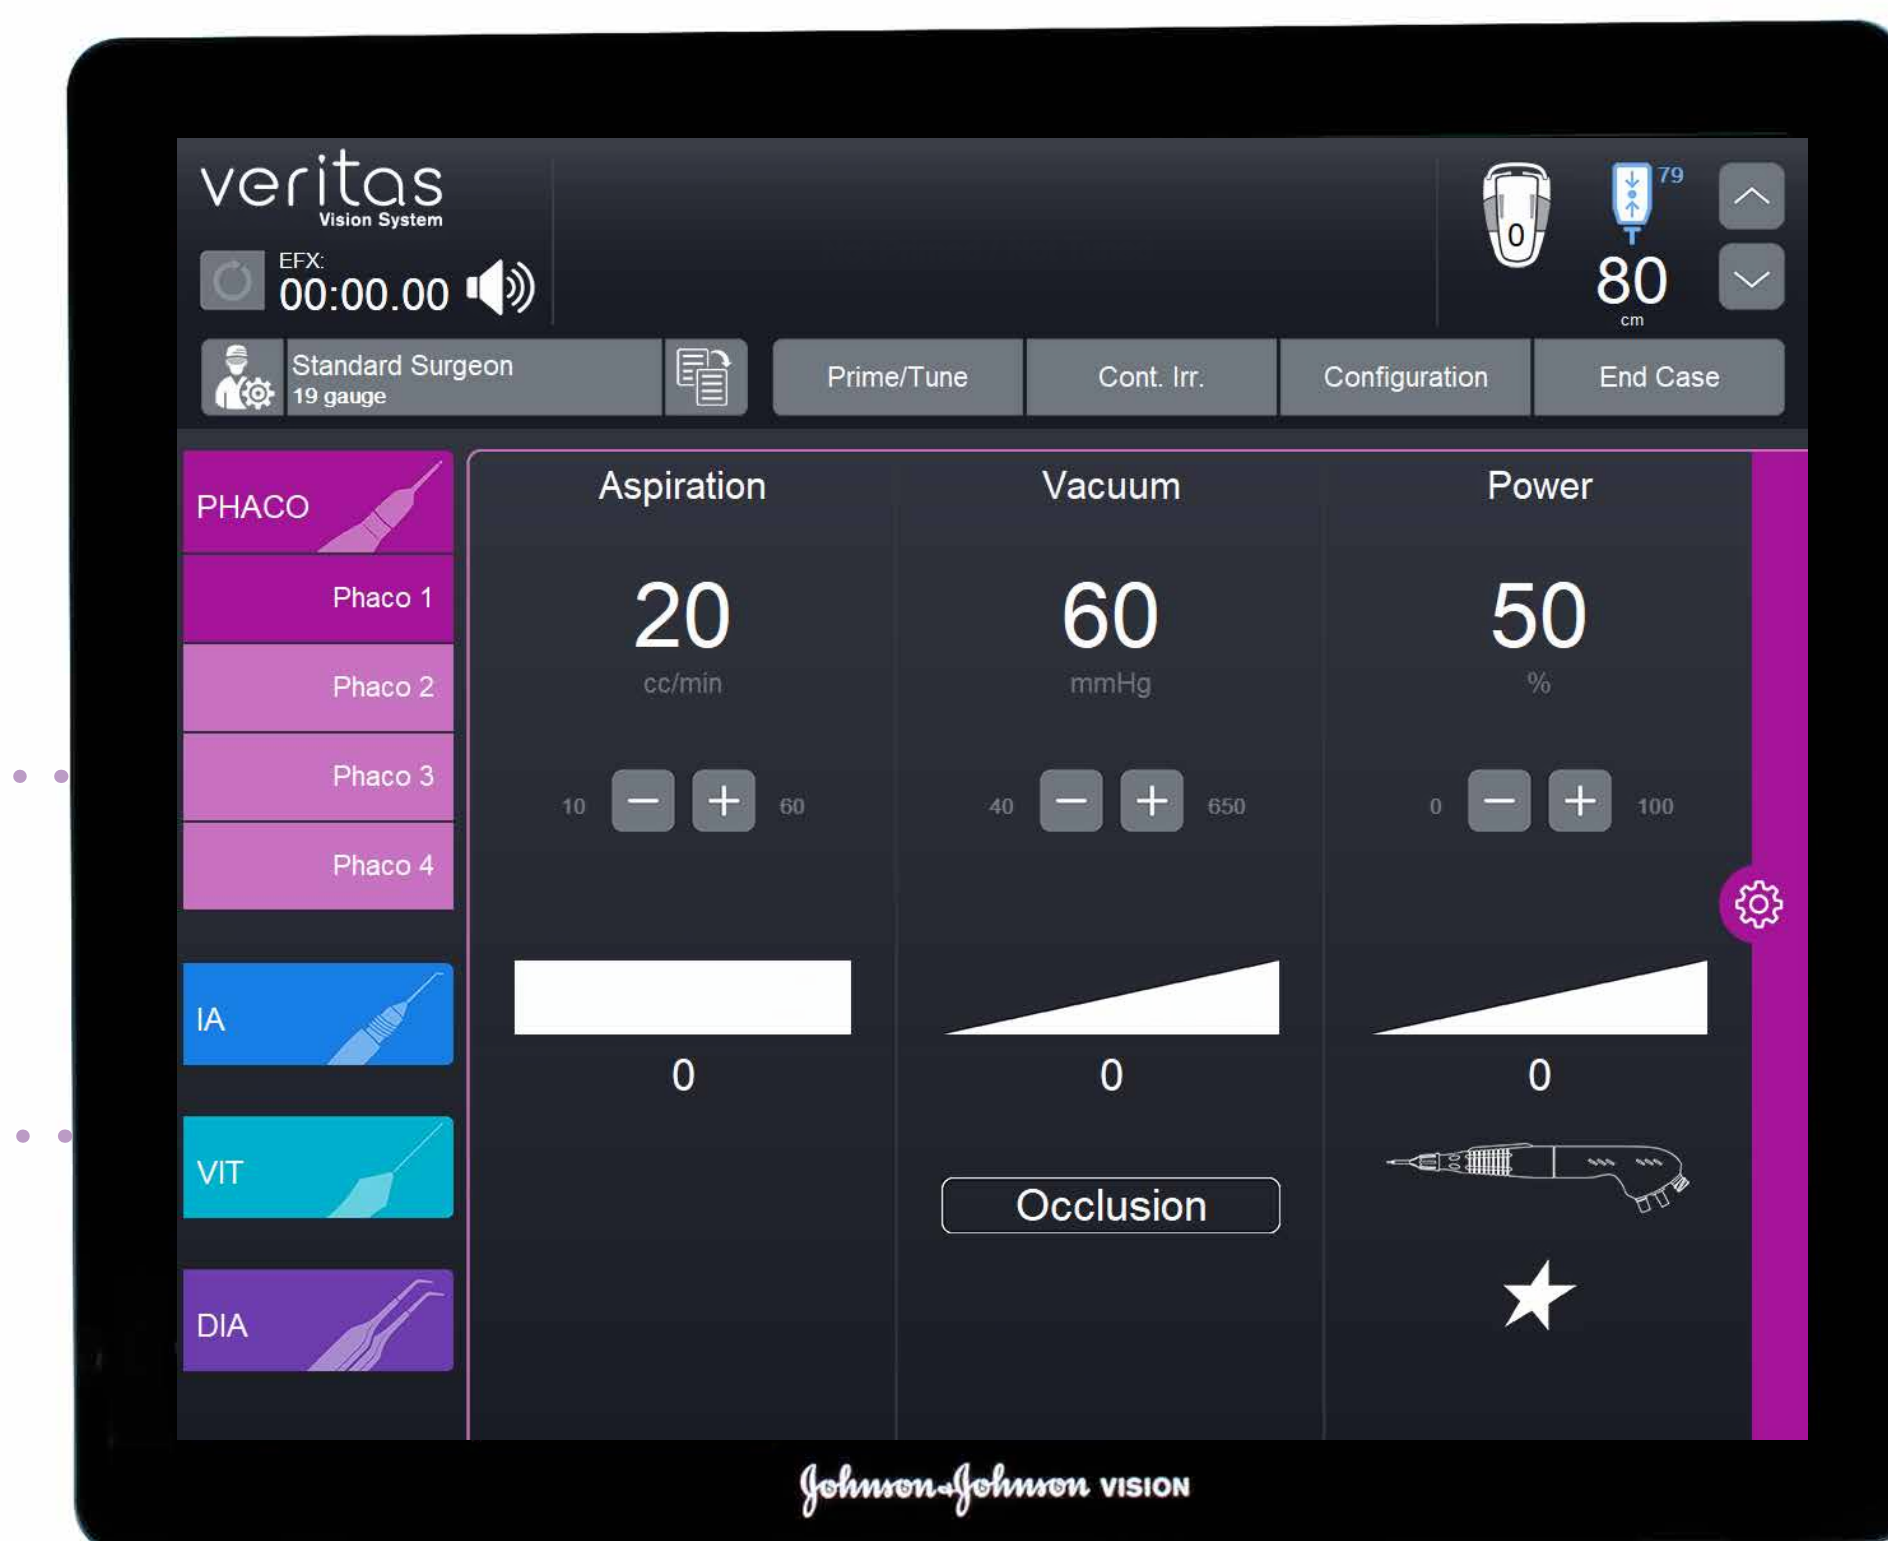 veritas
Vision System
EFX:
00:00.00
0
79
80
cm
Standard Surgeon
19 gauge
Prime/Tune
Cont. Irr.
Configuration
End Case
PHACO
Phaco 1
Phaco 2
Phaco 3
Phaco 4
IA
VIT
DIA
Aspiration
20
cc/min
10
60
0
Vacuum
60
mmHg
40
650
0
Occlusion
Power
50
%
0
100
0
Johnson+Johnson VISION